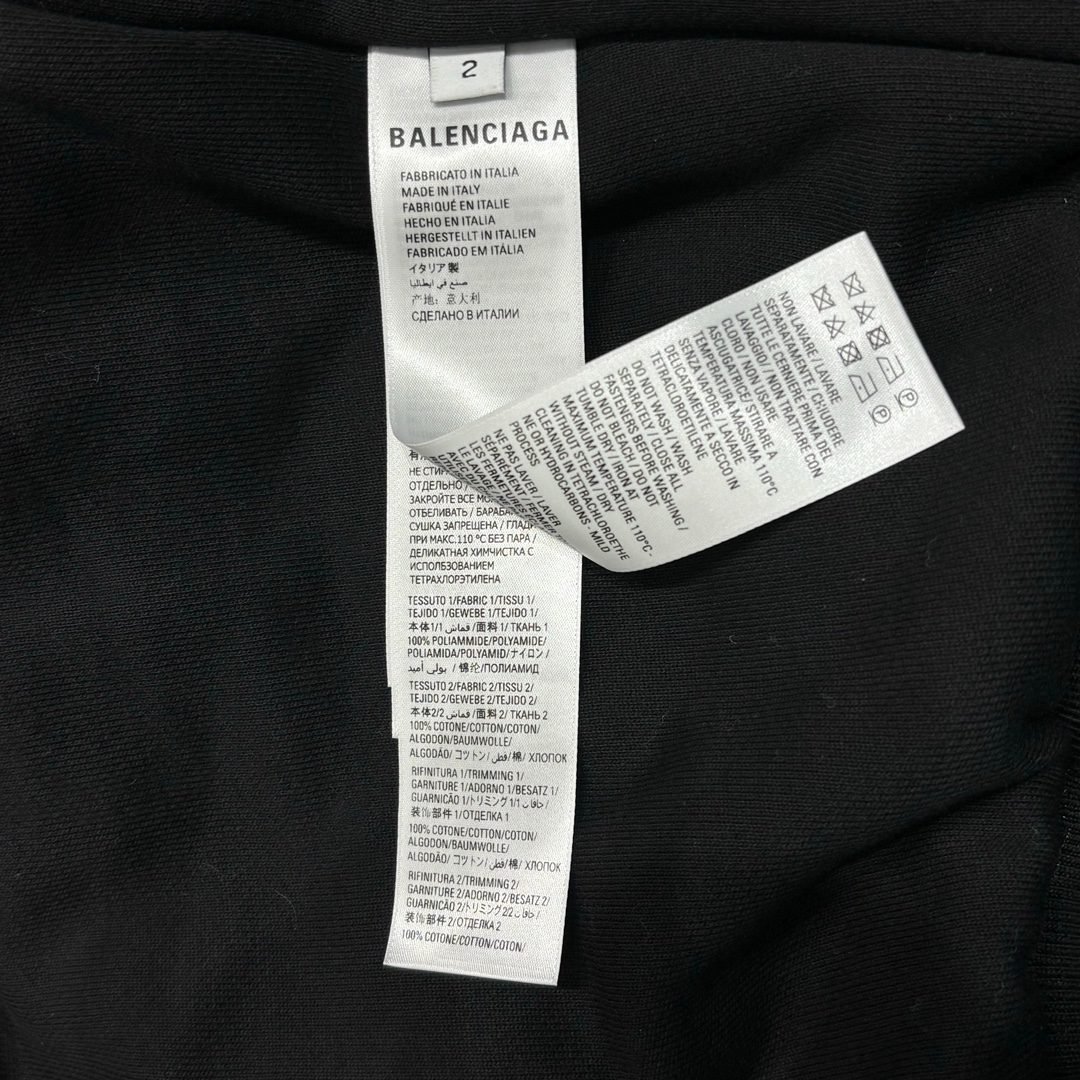 2
BALENCIAGA
FABBRICATO IN ITALIA
MADE IN ITALY
FABRIQUÉ EN ITALIE
HECHO EN ITALIA
HERGESTELLT IN ITALIEN
FABRICADO EM ITÁLIA
イタリア製
صنع في ايطاليا
产地: 意大利
СДЕЛАНО В ИТАЛИИ
NON LAVARE / LAVARE
SEPARATAMENTE / CHIUDERE
TUTTE LE CERNIERE PRIMA DEL
LAVAGGIO / / NON TRATTARE CON
CLORO / NON USARE
ASCIUGATRICE/ STIRARE A
TEMPERATURA MASSIMA 110°C
SENZA VAPORE / LAVARE
DELICATAMENTE A SECCO IN
TETRACLOROETILENE
DO NOT WASH / WASH
SEPARATELY / LOSE ALL
FASTENERS BEFORE WASHING /
DO NOT BLEACH / DO NOT
TUMBLE DRY / IRON AT
MAXIMUM TEMPERATURE 110°C -
WITHOUT STEAM / DRY
CLEANING IN TETRACHLOROETHE
NE OR HYDROCARBONS - MILD
PROCESS
NE PAS LAVER / LAVER
SÉPARÉMENT / FERMER
LES FERMETURES
LE LAVAGE
НЕ
ОТДЕЛЬНО /
ЗАКРОЙТЕ ВСЕ
ОТБЕЛИВАТЬ /
СУШКА ЗАПРЕЩЕНА /
ПРИ МАКС.110 °C БЕЗ ПАРА /
ДЕЛИКАТНАЯ ХИМЧИСТКА С
ИСПОЛЬЗОВАНИЕМ
ТЕТРАХЛОРЭТИЛЕНА
TESSUTO 1/FABRIC 1/TISSU 1/
TEJIDO 1/GEWEBE 1/TEJIDO 1/
本体1/قماش 1/面料1/ ТКАНЬ 1
100% POLIAMMIDE/POLYAMIDE/
POLIAMIDA/POLYAMID/ナイロン/
بولي أميد /锦纶/ПОЛИАМИД
TESSUTO 2/FABRIC 2/TISSU 2/
TEJIDO 2/GEWEBE 2/TEJIDO 2/
本体2/قماش 2/面料2/ ТКАНЬ 2
100% COTONE/COTTON/COTON/
ALGODON/BAUMWOLLE/
ALGODÃO/ コットン/قطن/棉/ ХЛОПОК
RIFINITURA 1/TRIMMING 1/
GARNITURE 1/ADORNO 1/BESATZ 1/
GUARNICÃO 1/トリミング1/حافات 1/
装饰部件1/ОТДЕЛКА 1
100% COTONE/COTTON/COTON/
ALGODON/BAUMWOLLE/
ALGODÃO/ コットン/قطن/棉/ ХЛОПОК
RIFINITURA 2/TRIMMING 2/
GARNITURE 2/ADORNO 2/BESATZ 2/
GUARNICÃO 2/トリミング2/حافات 2/
装饰部件2/ОТДЕЛКА 2
100% COTONE/COTTON/COTON/